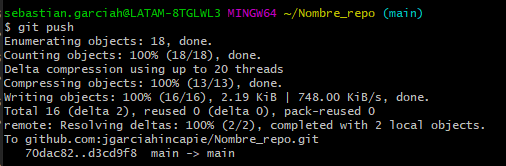 sebastian.garciah@LATAM-8TGLWL3 MINGW64 ~/Nombre_repo (main)
$ git push
Enumerating objects: 18, done.
Counting objects: 100% (18/18), done.
Delta compression using up to 20 threads
Compressing objects: 100% (13/13), done.
Writing objects: 100% (16/16), 2.19 KiB | 748.00 KiB/s, done.
Total 16 (delta 2), reused 0 (delta 0), pack-reused 0
remote: Resolving deltas: 100% (2/2), completed with 2 local objects.
To github.com:jgarciahincapie/Nombre_repo.git
   70dac82..d3cd9f8  main -> main